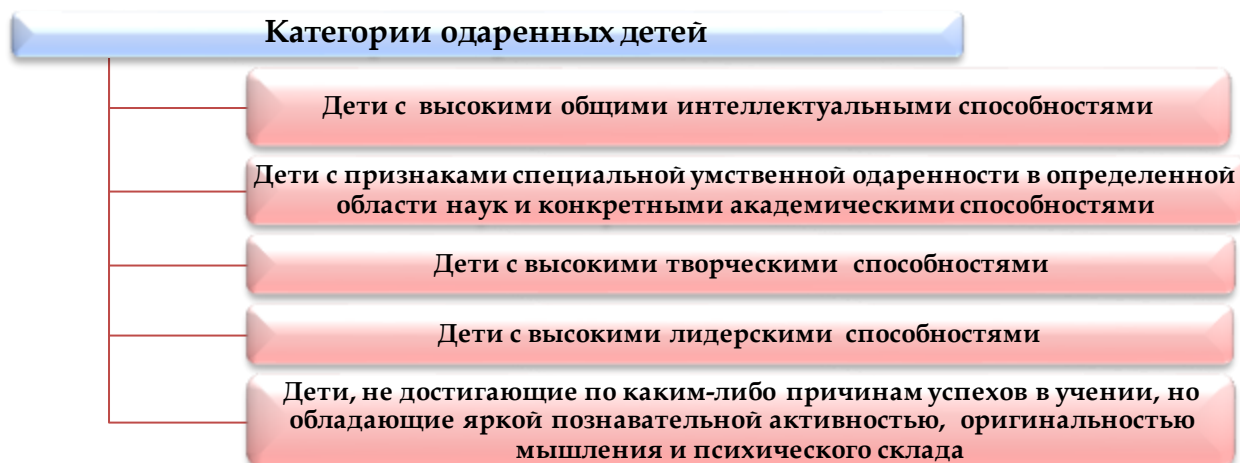 Категории одаренных детей
Дети с высокими общими интеллектуальными способностями
Дети с признаками специальной умственной одаренности в определенной
области наук и конкретными академическими способностями
Дети с высокими творческими способностями
Дети с высокими лидерскими способностями
Дети, не достигающие по каким-либо причинам успехов в учении, но
обладающие яркой познавательной активностью, оригинальностью
мышления и психического склада